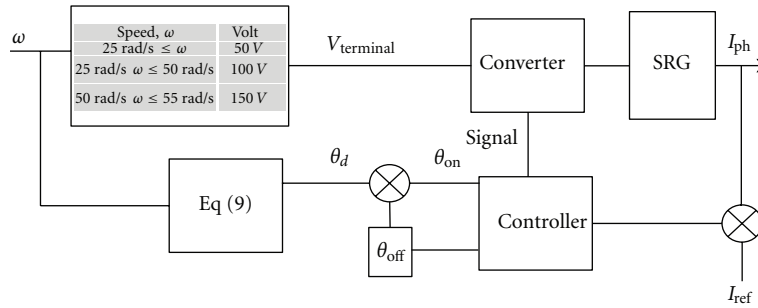 ω
Speed, ω Volt
25 rad/s ≤ ω 50 V
25 rad/s ω ≤ 50 rad/s 100 V
50 rad/s ω ≤ 55 rad/s 150 V
V_terminal
Converter
SRG
I_ph
Signal
Eq (9)
θ_d
θ_on
θ_off
Controller
I_ref